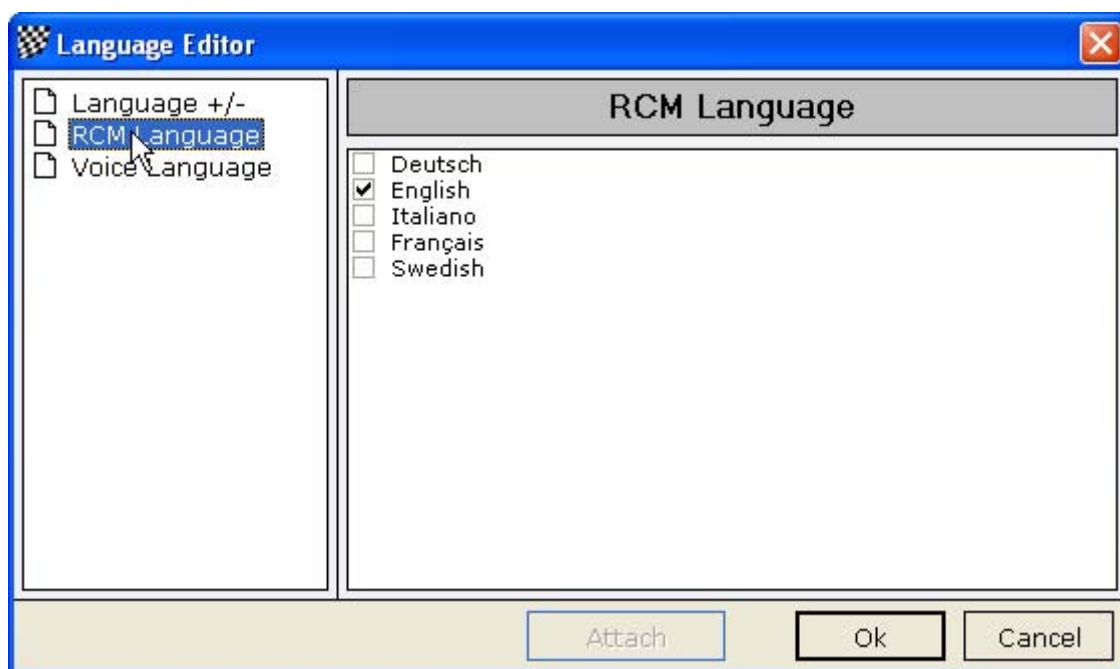 Language Editor
Language +/-
RCM Language
Voice Language
RCM Language
Deutsch
English
Italiano
Français
Swedish
Attach
Ok
Cancel